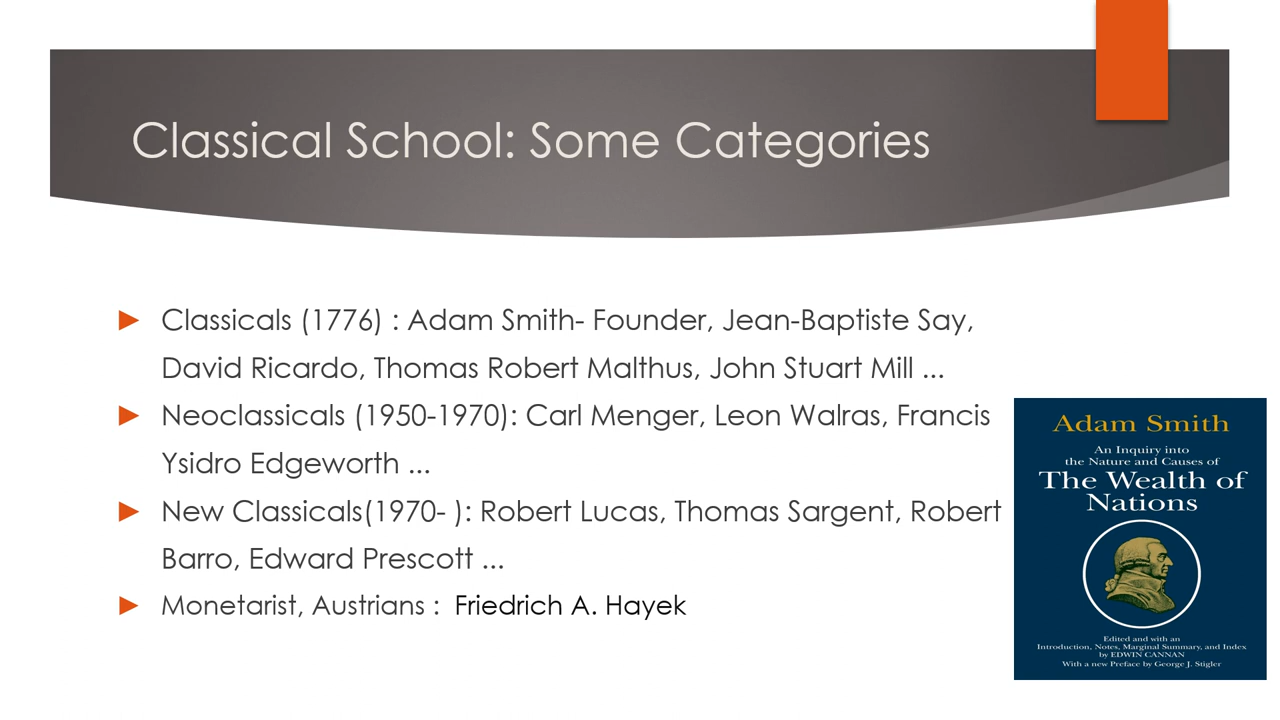 Classical School: Some Categories
► Classicals (1776) : Adam Smith- Founder, Jean-Baptiste Say,
David Ricardo, Thomas Robert Malthus, John Stuart Mill ...
► Neoclassicals (1950-1970): Carl Menger, Leon Walras, Francis
Ysidro Edgeworth ...
► New Classicals(1970- ): Robert Lucas, Thomas Sargent, Robert
Barro, Edward Prescott ...
► Monetarist, Austrians : Friedrich A. Hayek
Adam Smith
An Inquiry into
the Nature and Causes of
The Wealth of
Nations
Edited and with an
Introduction, Notes, Marginal Summary, and Index
by EDWIN CANNAN
With a new Preface by George J. Stigler